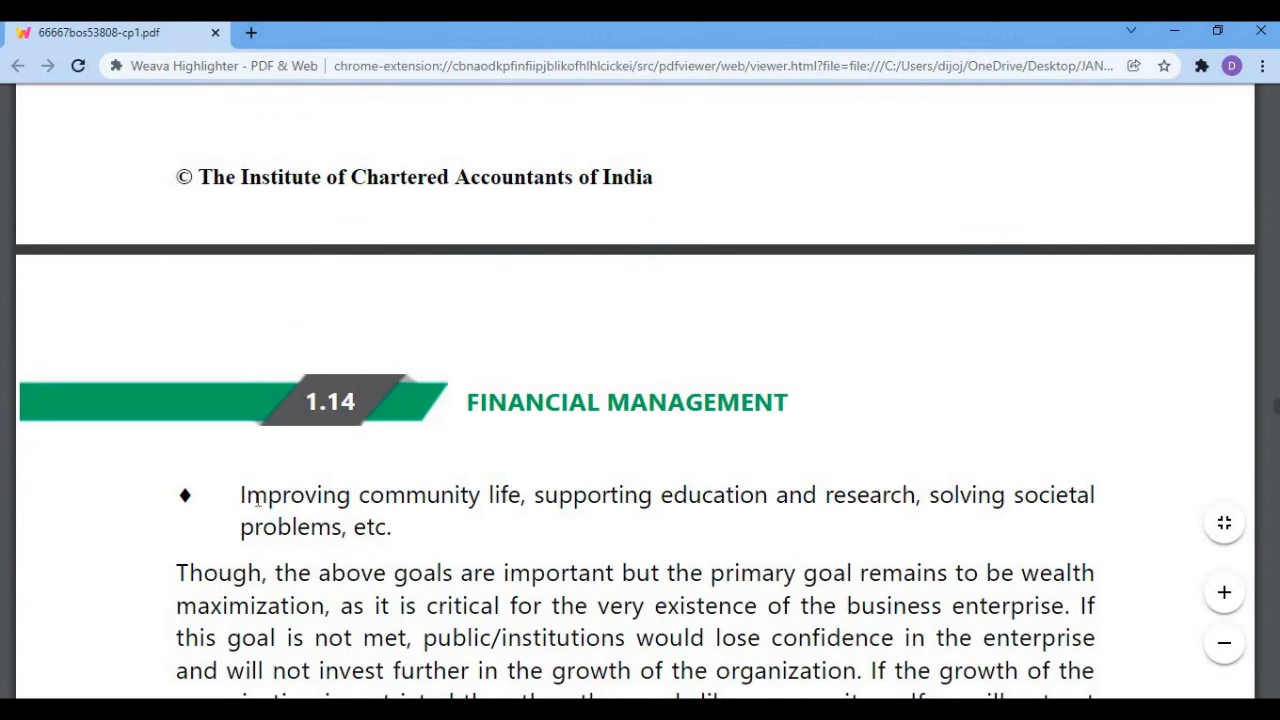 66667bos53808-cp1.pdf
Weava Highlighter - PDF & Web | chrome-extension://cbnaodkpfinfiipjblikofhlhlcickei/src/pdfviewer/web/viewer.html?file=file:///C:/Users/dijoj/OneDrive/Desktop/JAN... D
© The Institute of Chartered Accountants of India
1.14 FINANCIAL MANAGEMENT
♦ Improving community life, supporting education and research, solving societal
problems, etc.
Though, the above goals are important but the primary goal remains to be wealth
maximization, as it is critical for the very existence of the business enterprise. If
this goal is not met, public/institutions would lose confidence in the enterprise
and will not invest further in the growth of the organization. If the growth of the